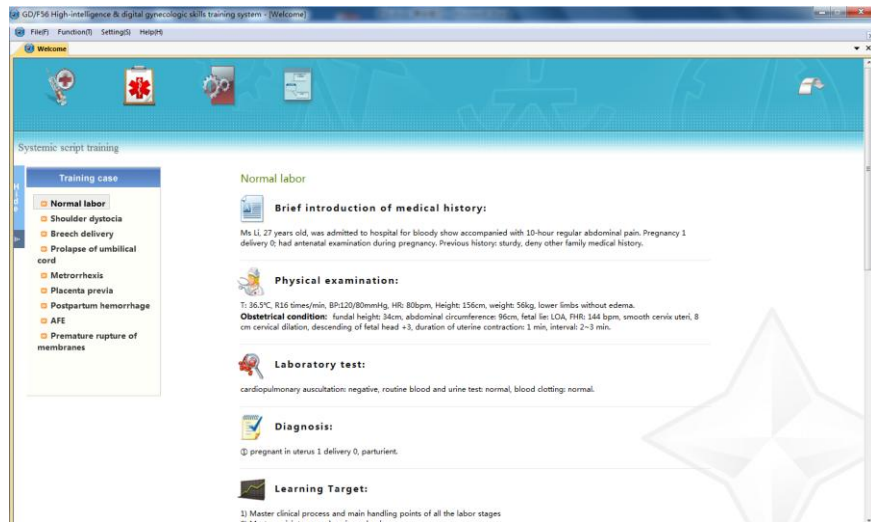 GD/F56 High-intelligence & digital gynecologic skills training system - [Welcome]
File(F) Function(T) Setting(S) Help(H)
Welcome
Systemic script training
Hide
Training case
Normal labor
Shoulder dystocia
Breech delivery
Prolapse of umbilical
cord
Metrorrhexis
Placenta previa
Postpartum hemorrhage
AFE
Premature rupture of
membranes
Normal labor
Brief introduction of medical history:
Ms Li, 27 years old, was admitted to hospital for bloody show accompanied with 10-hour regular abdominal pain. Pregnancy 1
delivery 0; had antenatal examination during pregnancy. Previous history: sturdy, deny other family medical history.
Physical examination:
T: 36.5℃, R16 times/min, BP:120/80mmHg, HR: 80bpm, Height: 156cm, weight: 56kg, lower limbs without edema.
Obstetrical condition: fundal height: 34cm, abdominal circumference: 96cm, fetal lie: LOA, FHR: 144 bpm, smooth cervix uteri, 8
cm cervical dilation, descending of fetal head +3, duration of uterine contraction: 1 min, interval: 2~3 min.
Laboratory test:
cardiopulmonary auscultation: negative, routine blood and urine test: normal, blood clotting: normal.
Diagnosis:
① pregnant in uterus 1 delivery 0, parturient.
Learning Target:
1) Master clinical process and main handling points of all the labor stages